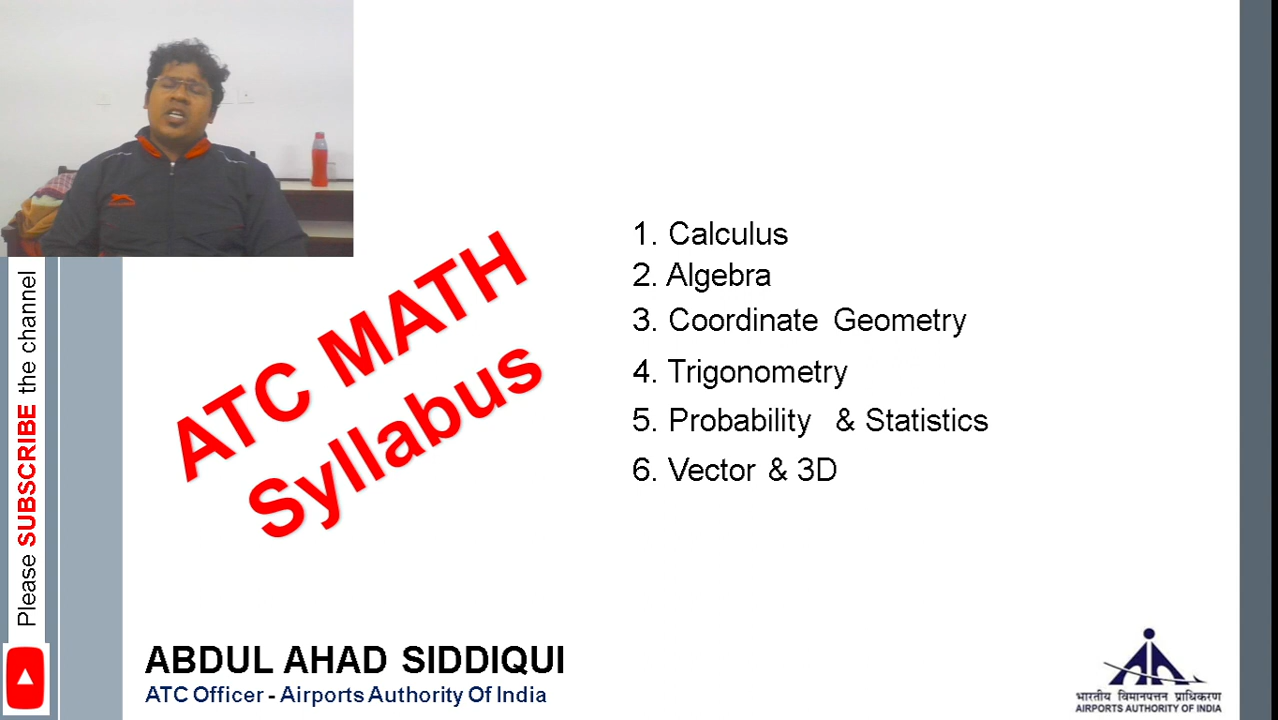 ATC MATH
Syllabus
1. Calculus
2. Algebra
3. Coordinate Geometry
4. Trigonometry
5. Probability & Statistics
6. Vector & 3D
Please SUBSCRIBE the channel
ABDUL AHAD SIDDIQUI
ATC Officer - Airports Authority Of India
भारतीय विमानपत्तन प्राधिकरण
AIRPORTS AUTHORITY OF INDIA